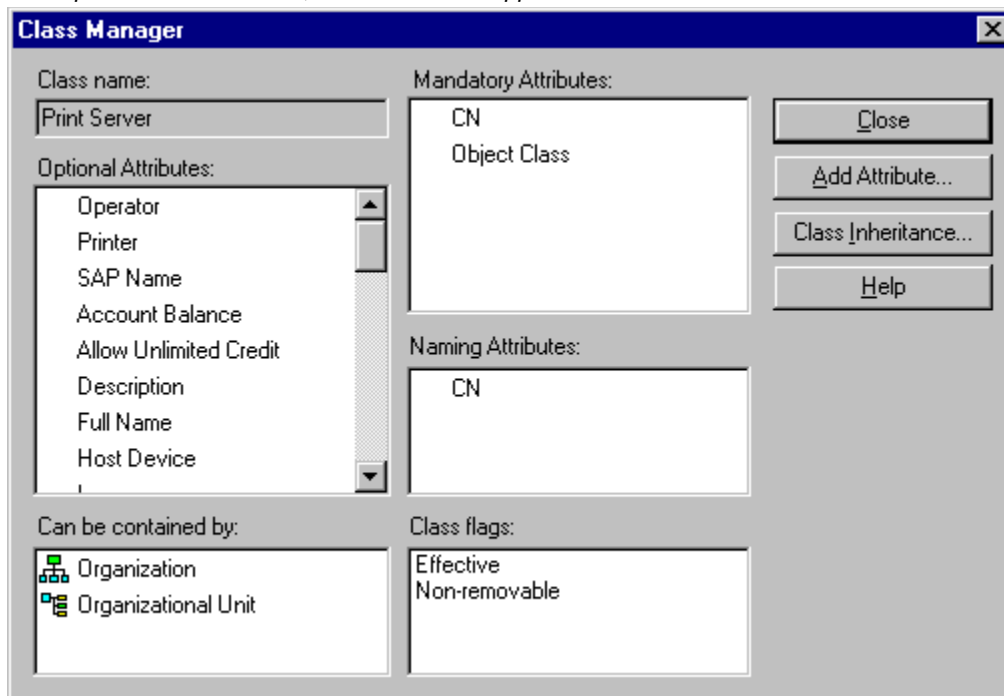 Class Manager
Class name:
Print Server
Optional Attributes:
Operator
Printer
SAP Name
Account Balance
Allow Unlimited Credit
Description
Full Name
Host Device
Can be contained by:
Organization
Organizational Unit
Mandatory Attributes:
CN
Object Class
Naming Attributes:
CN
Class flags:
Effective
Non-removable
Close
Add Attribute...
Class Inheritance...
Help